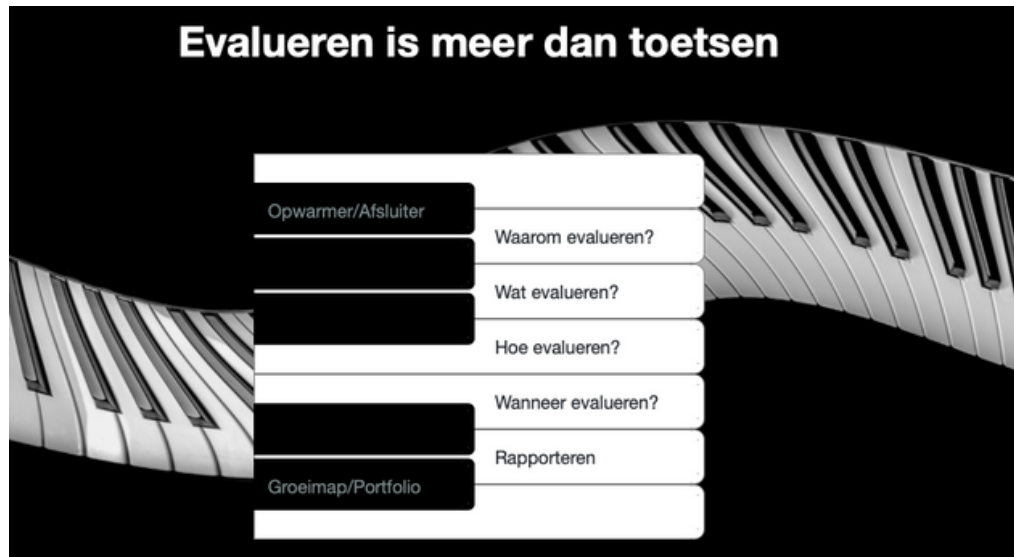 Evalueren is meer dan toetsen
Opwarmer/Afsluiter
Waarom evalueren?
Wat evalueren?
Hoe evalueren?
Wanneer evalueren?
Rapporteren
Groeimap/Portfolio